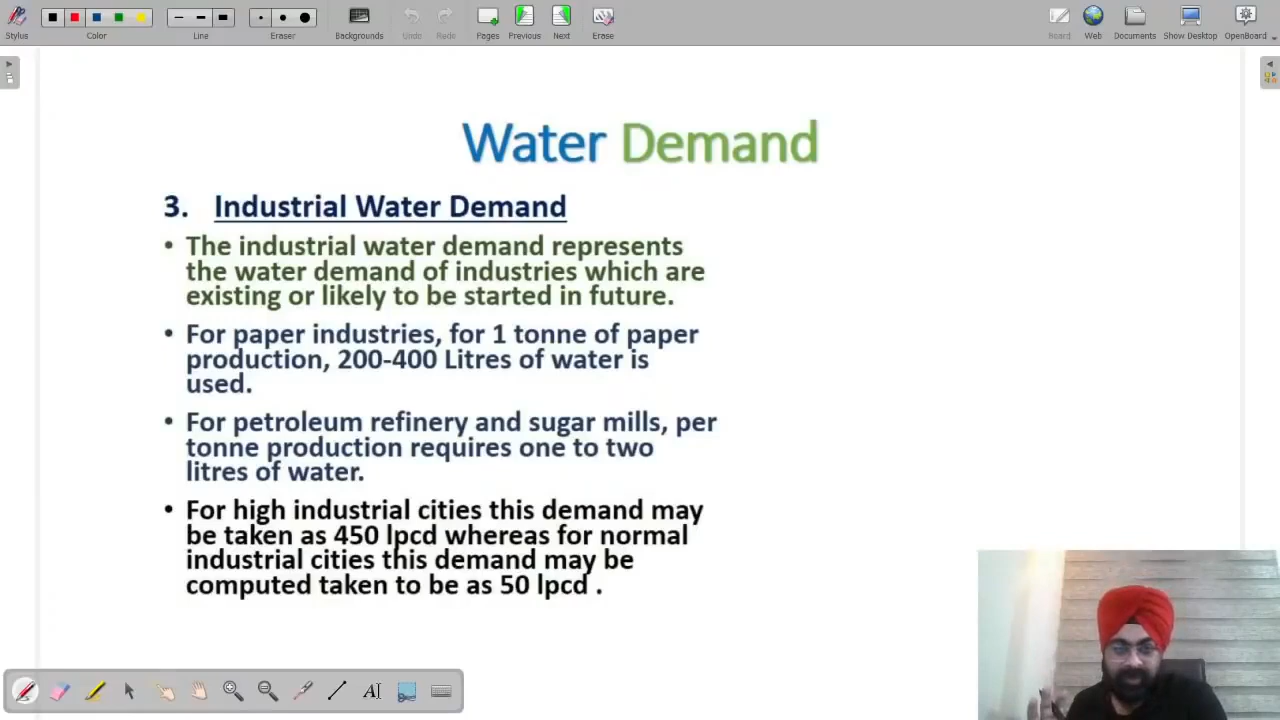 Stylus
Color
Line
Eraser
Backgrounds
Undo
Redo
Pages
Previous
Next
Erase
Board
Web
Documents
Show Desktop
OpenBoard
Water Demand
3. Industrial Water Demand
• The industrial water demand represents
the water demand of industries which are
existing or likely to be started in future.
• For paper industries, for 1 tonne of paper
production, 200-400 Litres of water is
used.
• For petroleum refinery and sugar mills, per
tonne production requires one to two
litres of water.
• For high industrial cities this demand may
be taken as 450 lpcd whereas for normal
industrial cities this demand may be
computed taken to be as 50 lpcd .